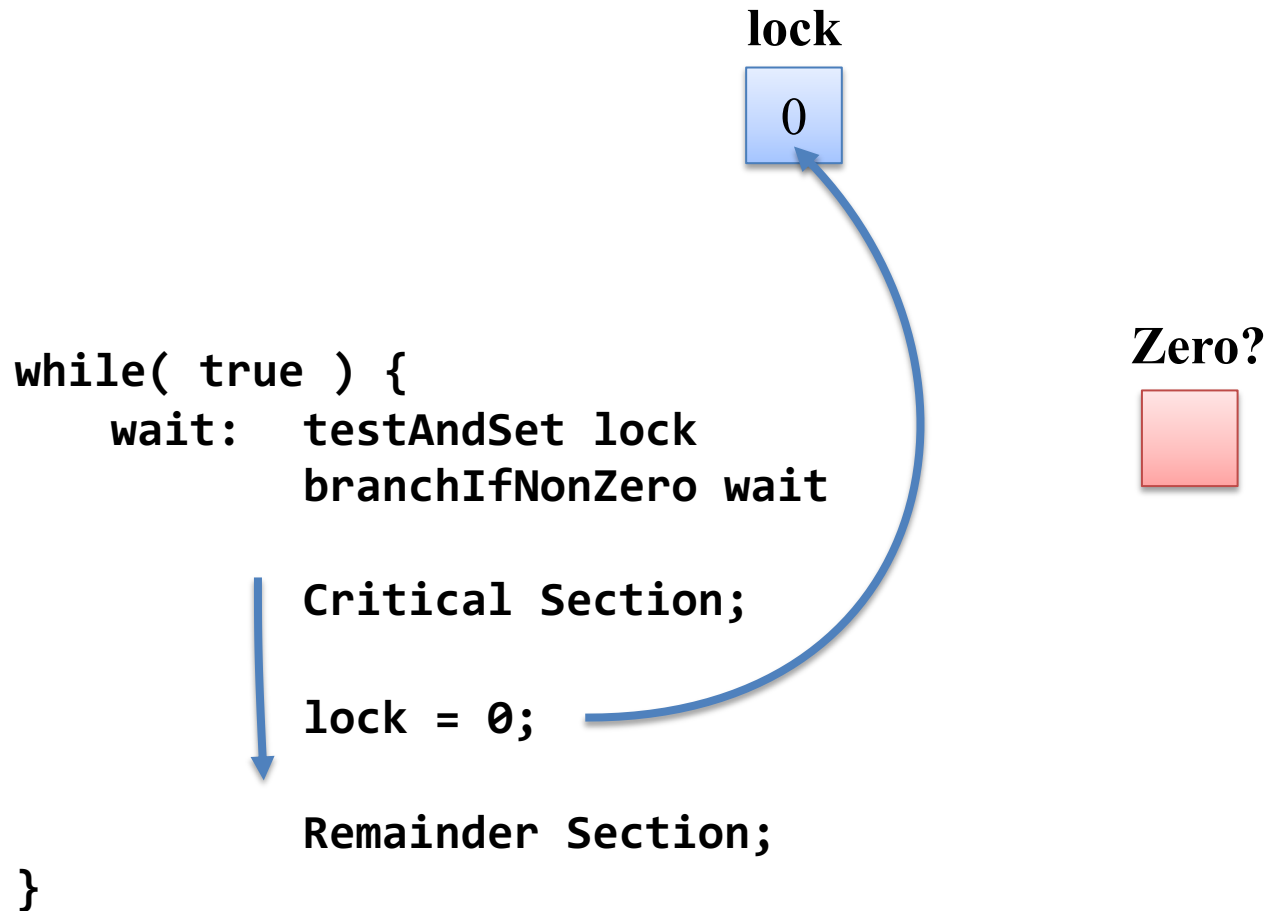 lock
0
Zero?
while( true ) {
wait: testAndSet lock
branchIfNonZero wait
Critical Section;
lock = 0;
Remainder Section;
}